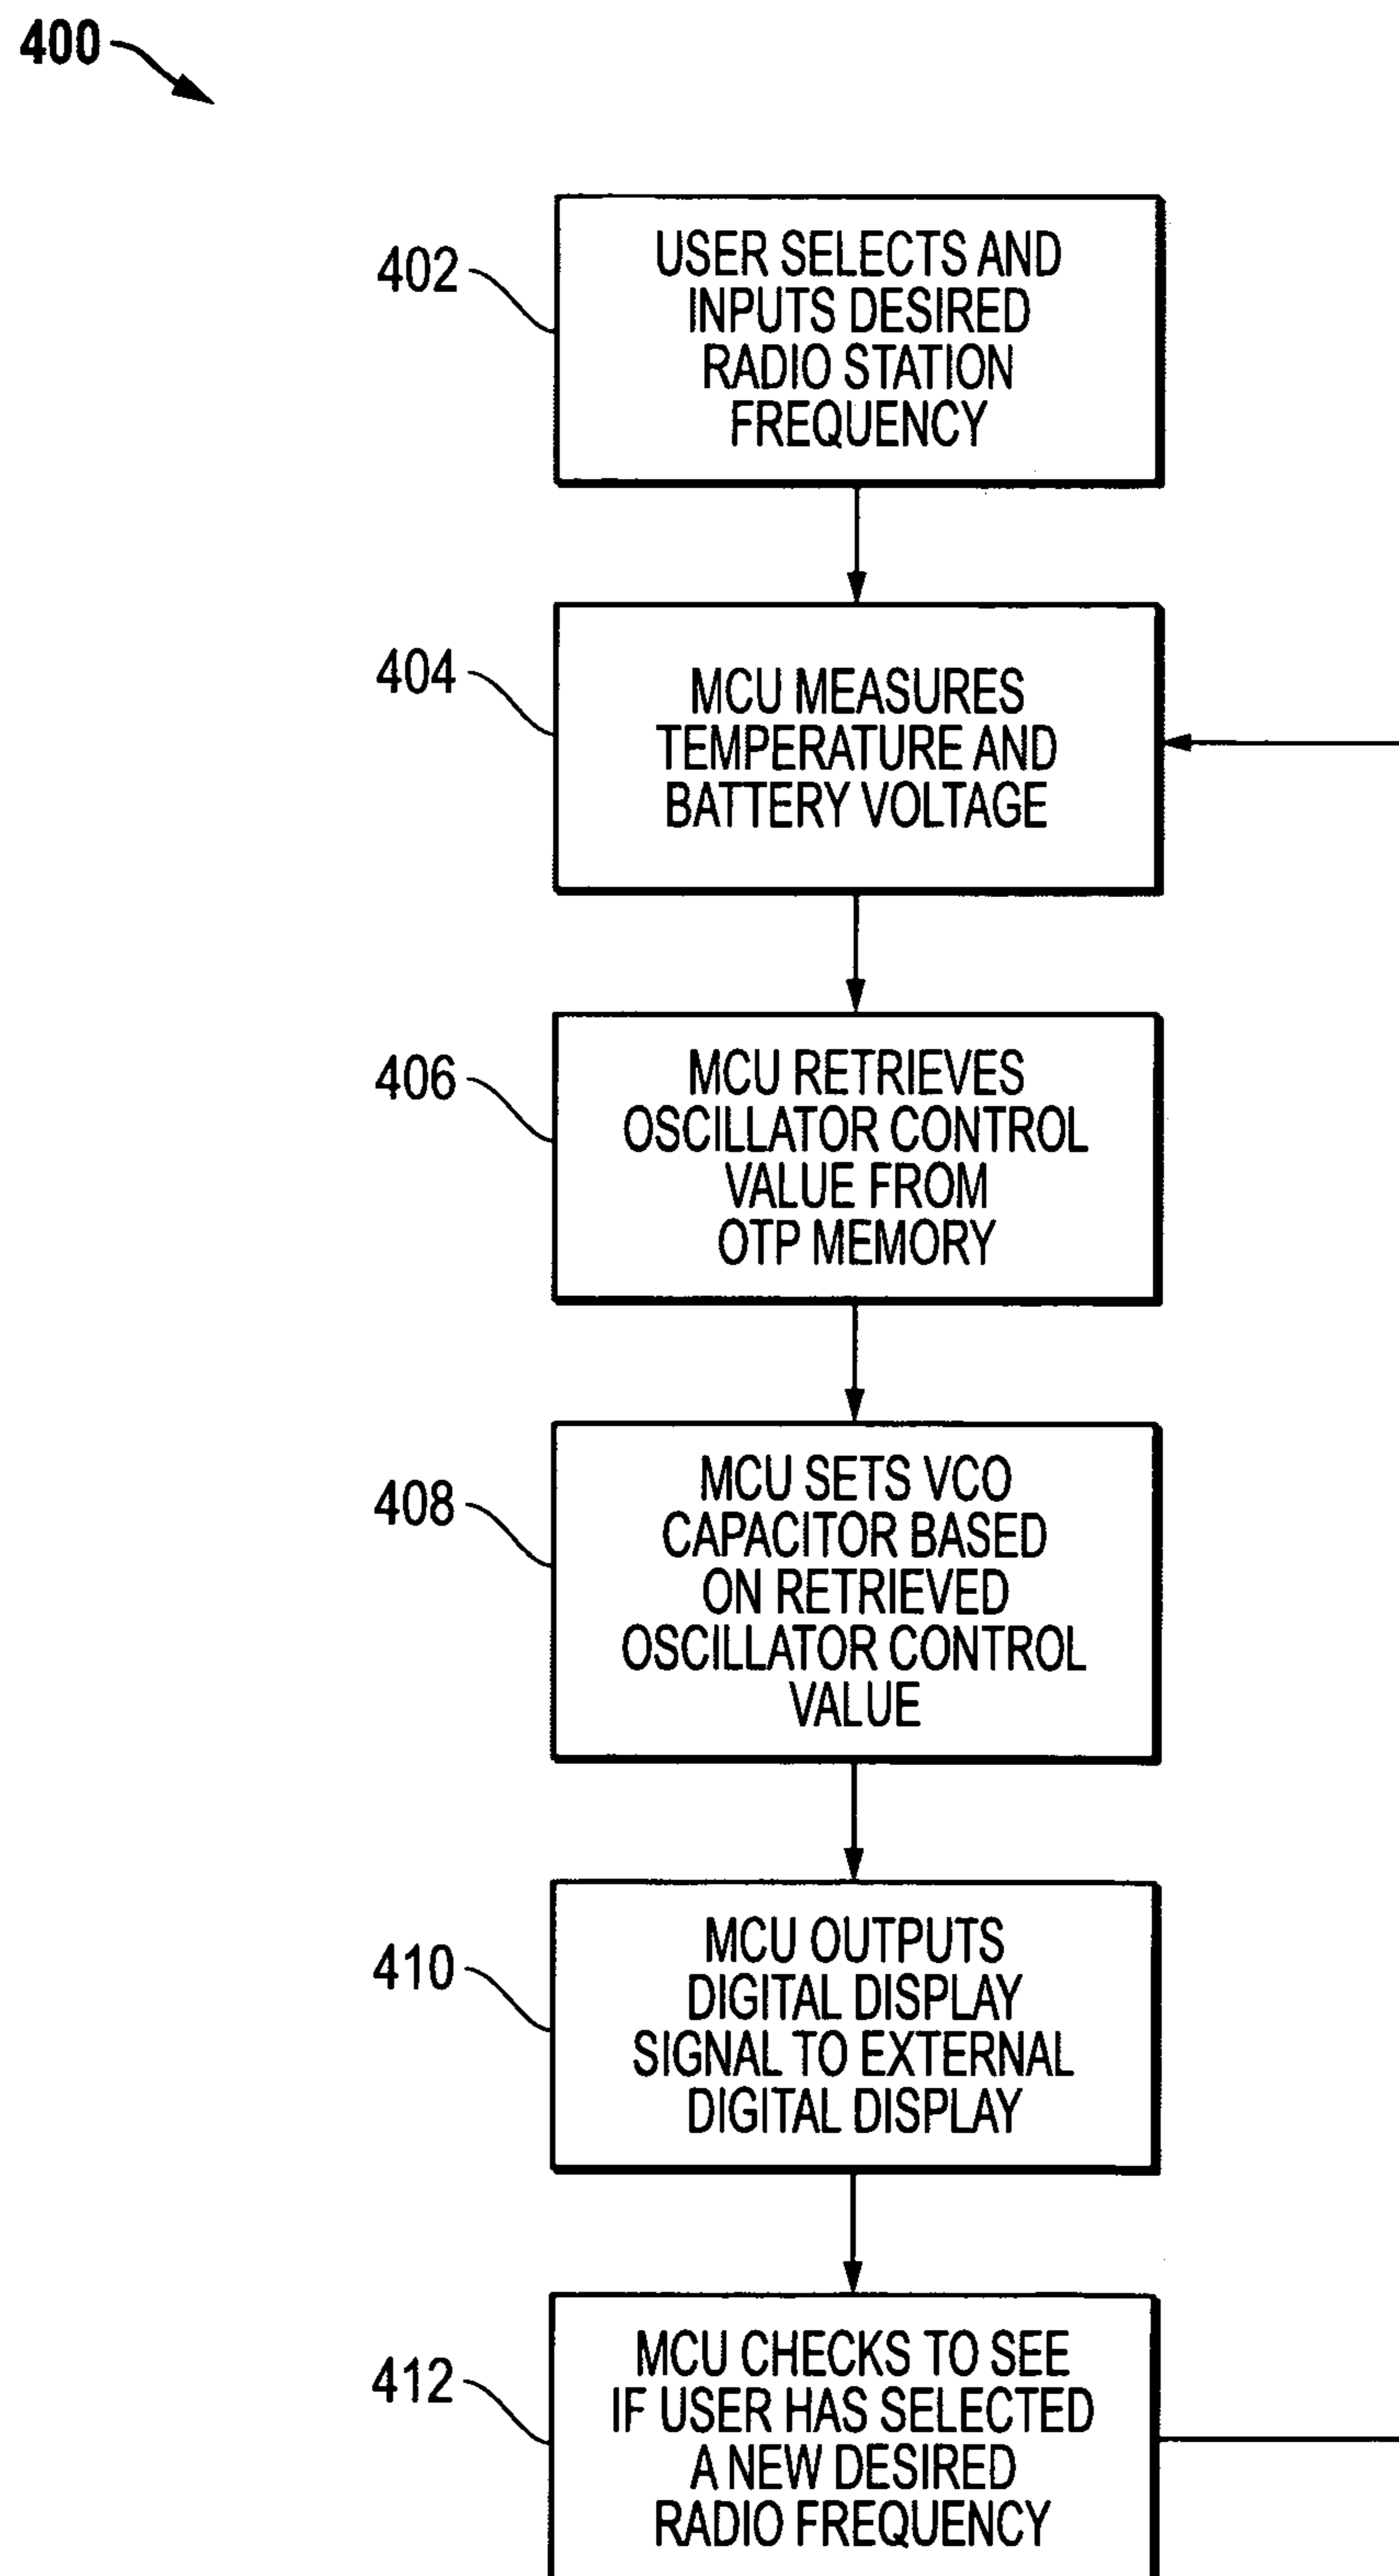 400
402
USER SELECTS AND
INPUTS DESIRED
RADIO STATION
FREQUENCY
404
MCU MEASURES
TEMPERATURE AND
BATTERY VOLTAGE
406
MCU RETRIEVES
OSCILLATOR CONTROL
VALUE FROM
OTP MEMORY
408
MCU SETS VCO
CAPACITOR BASED
ON RETRIEVED
OSCILLATOR CONTROL
VALUE
410
MCU OUTPUTS
DIGITAL DISPLAY
SIGNAL TO EXTERNAL
DIGITAL DISPLAY
412
MCU CHECKS TO SEE
IF USER HAS SELECTED
A NEW DESIRED
RADIO FREQUENCY